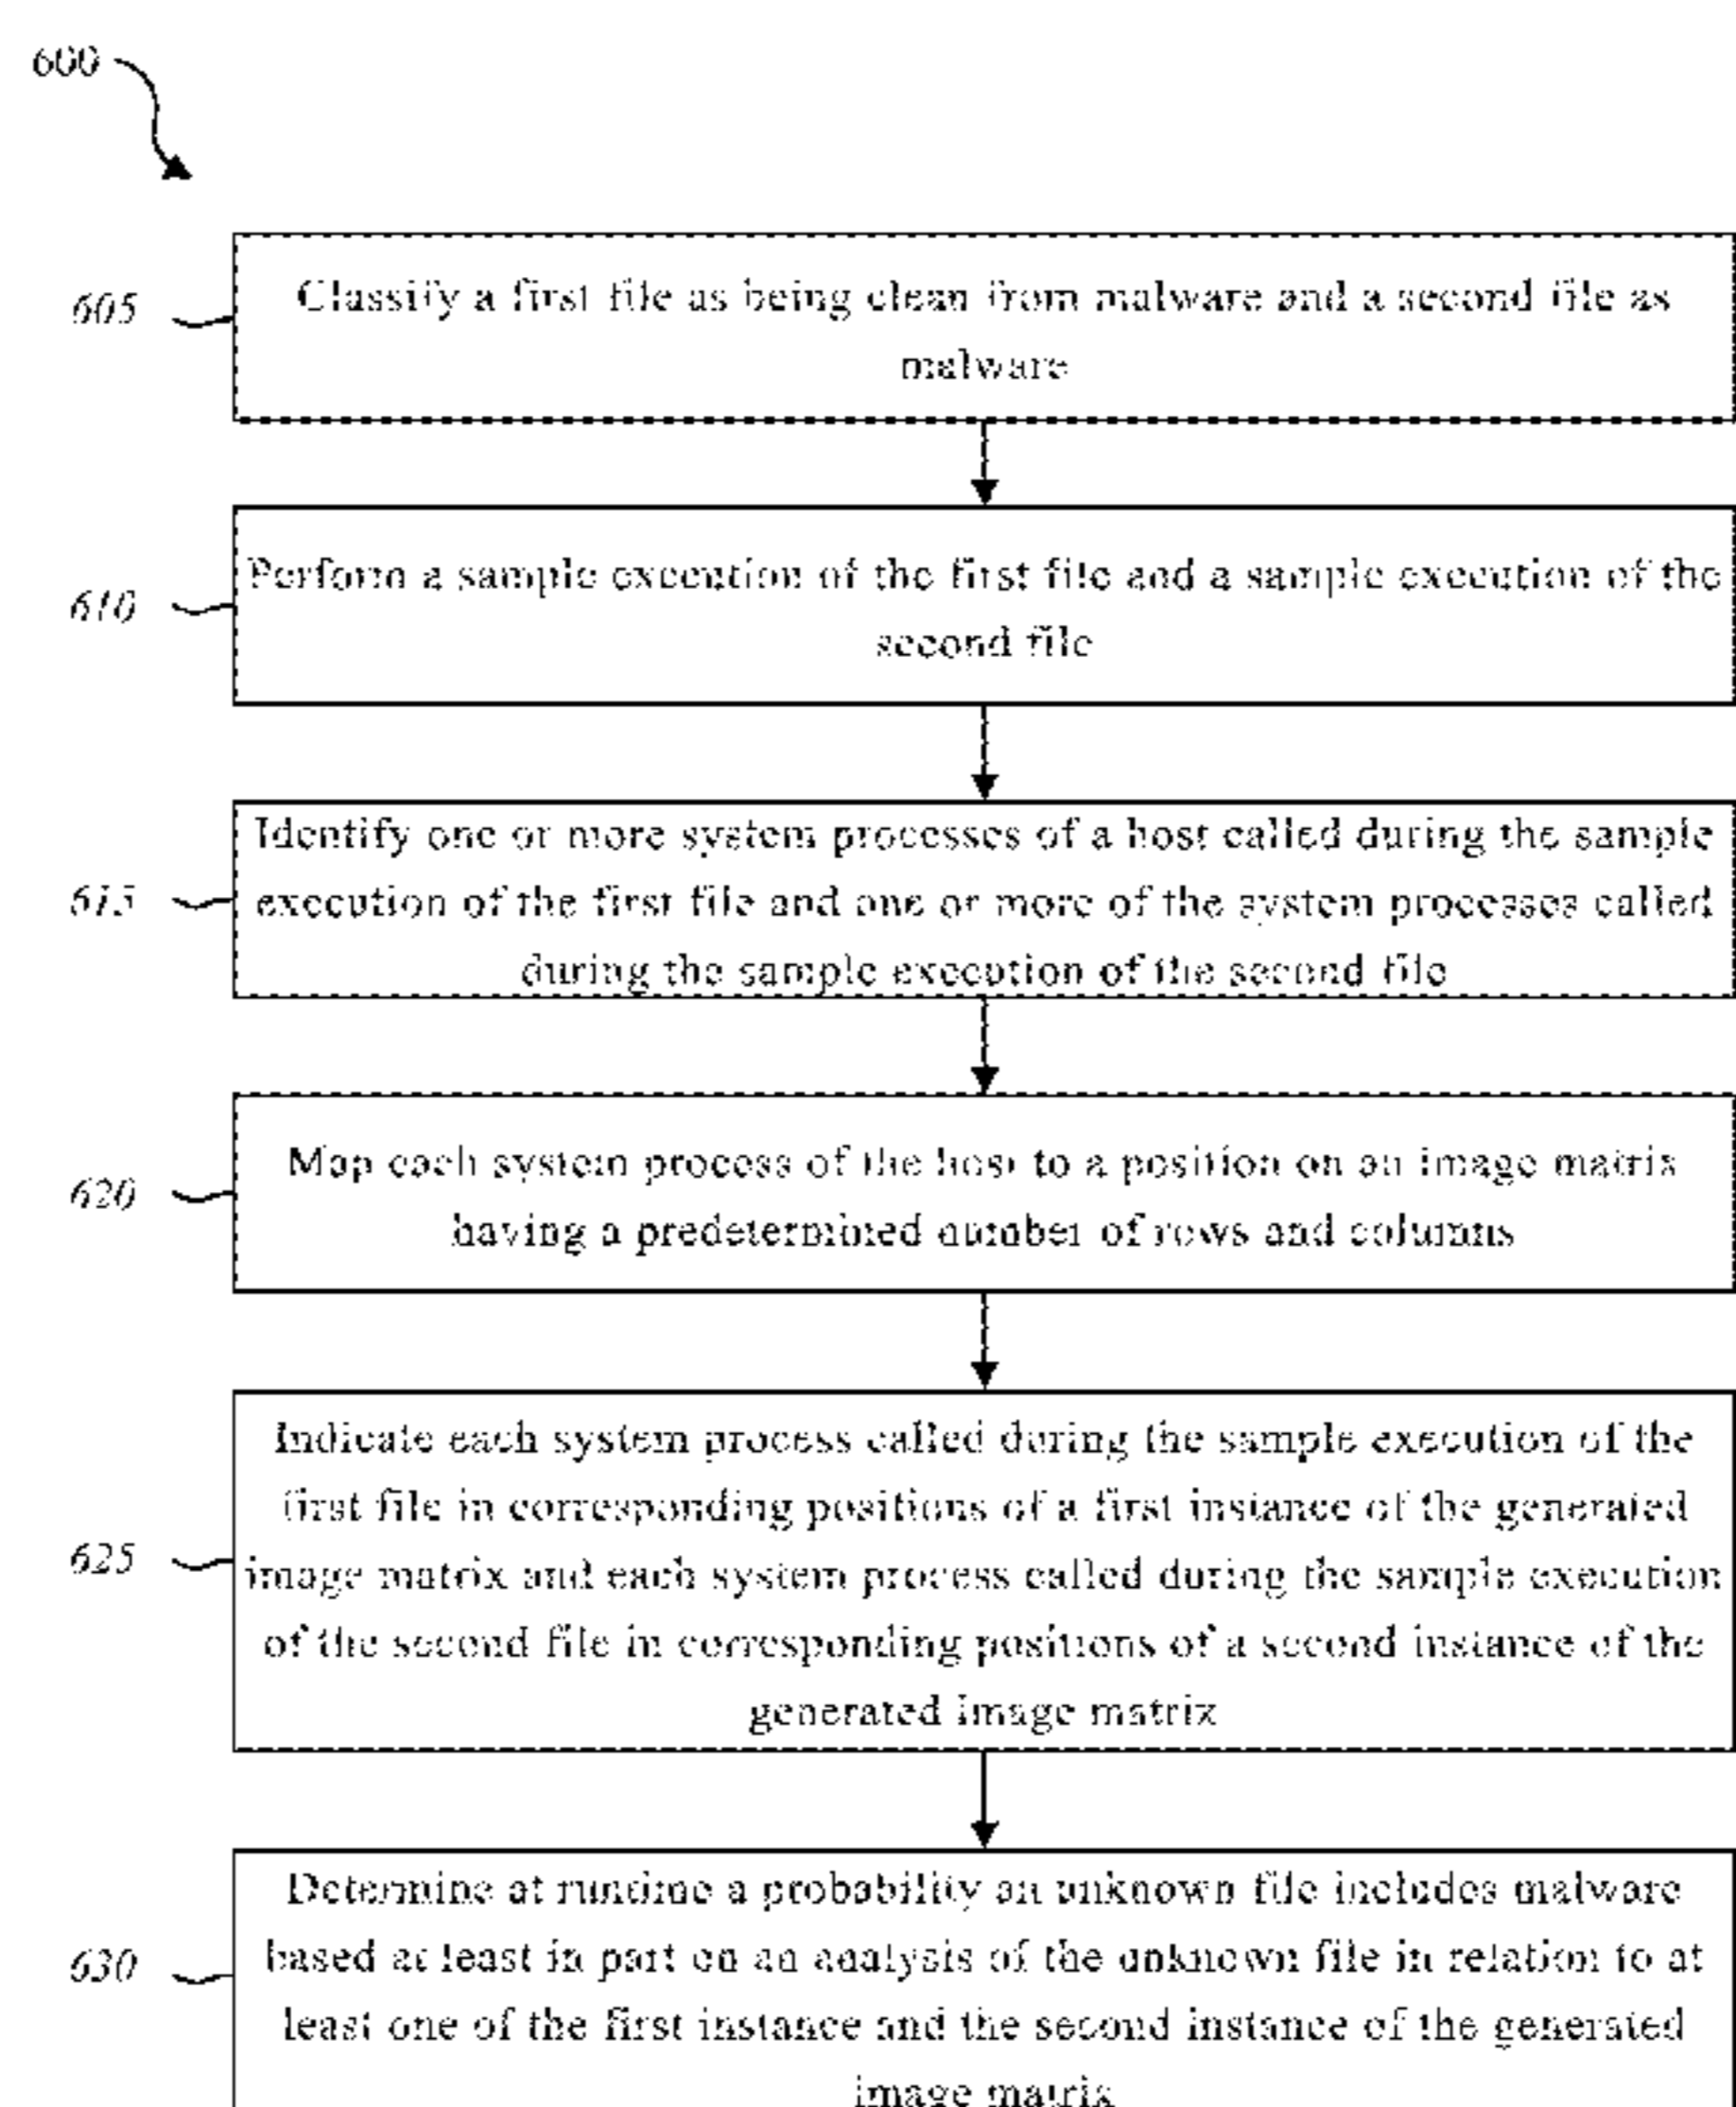 600
605
Classify a first file as being clean from malware and a second file as
malware
610
Perform a sample execution of the first file and a sample execution of the
second file
615
Identify one or more system processes of a host called during the sample
execution of the first file and one or more of the system processes called
during the sample execution of the second file
620
Map each system process of the host to a position on an image matrix
having a predetermined number of rows and columns
625
Indicate each system process called during the sample execution of the
first file in corresponding positions of a first instance of the generated
image matrix and each system process called during the sample execution
of the second file in corresponding positions of a second instance of the
generated image matrix
630
Determine at runtime a probability an unknown file includes malware
based at least in part on an analysis of the unknown file in relation to at
least one of the first instance and the second instance of the generated
image matrix